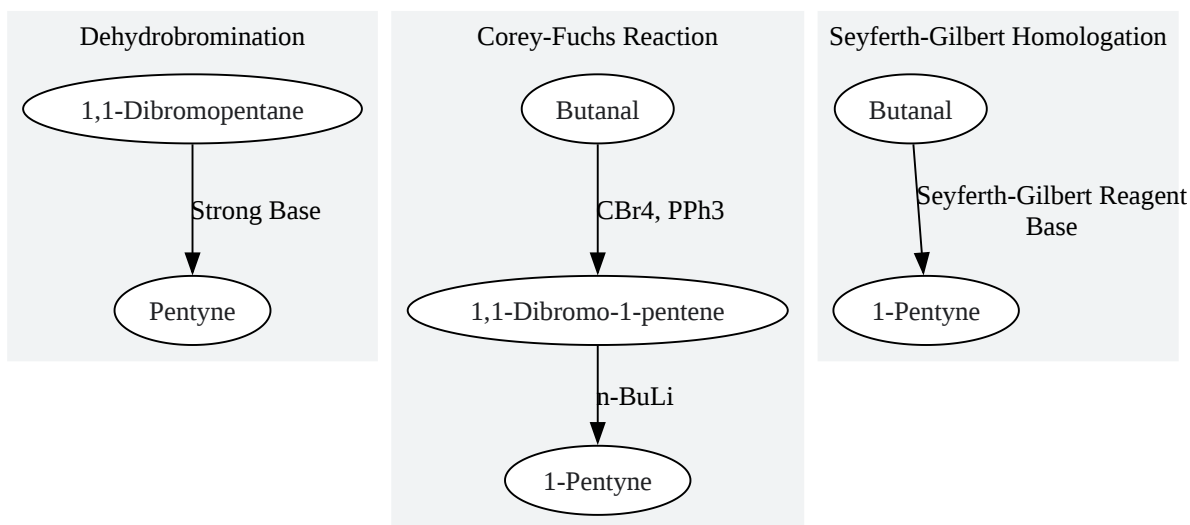 Dehydrobromination
1,1-Dibromopentane
Strong Base
Pentyne
Corey-Fuchs Reaction
Butanal
CBr4, PPh3
1,1-Dibromo-1-pentene
n-BuLi
1-Pentyne
Seyferth-Gilbert Homologation
Butanal
Seyferth-Gilbert Reagent
Base
1-Pentyne